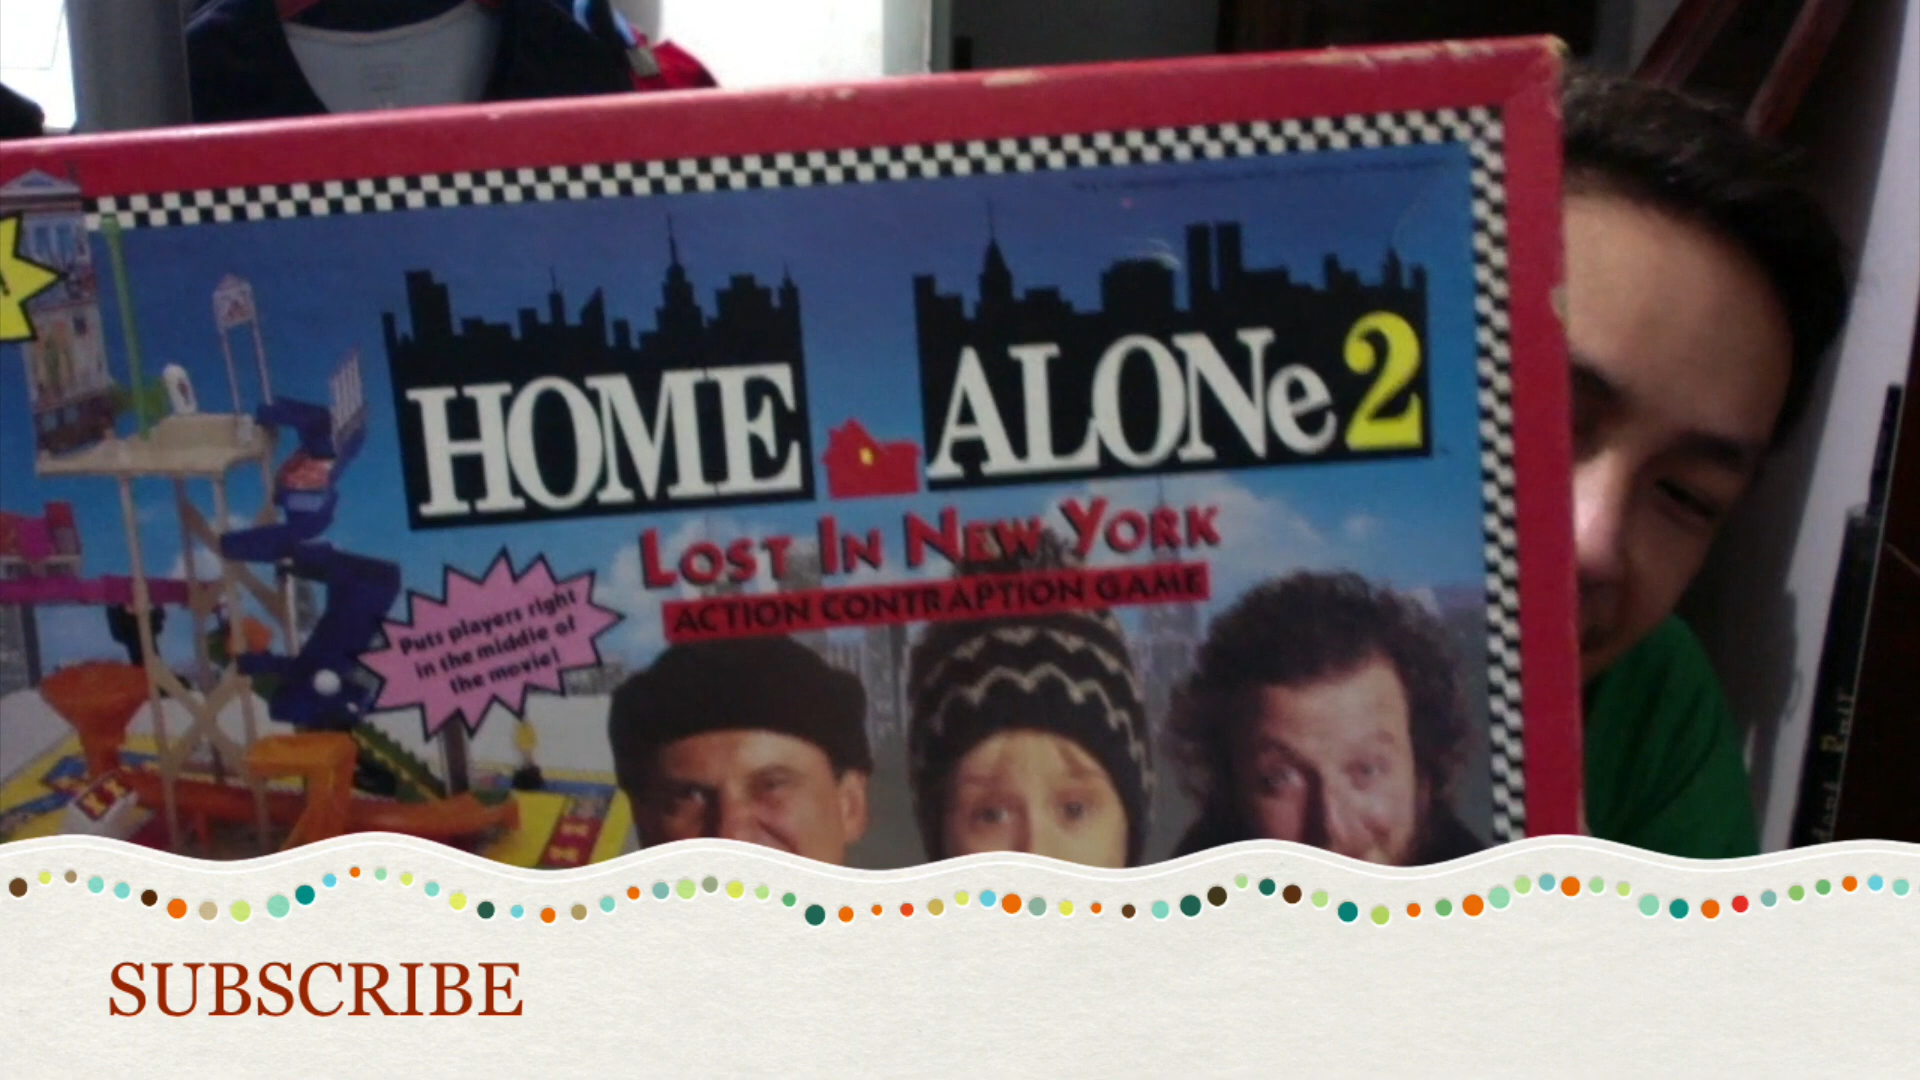 HOME ALONe 2
LOST IN NEW YORK
ACTION CONTRAPTION GAME
Puts players right
in the middle of
the movie!
SUBSCRIBE